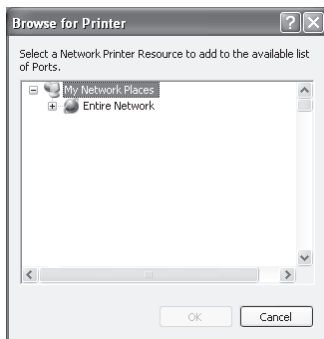 Browse for Printer
Select a Network Printer Resource to add to the available list
of Ports.
My Network Places
Entire Network
OK
Cancel